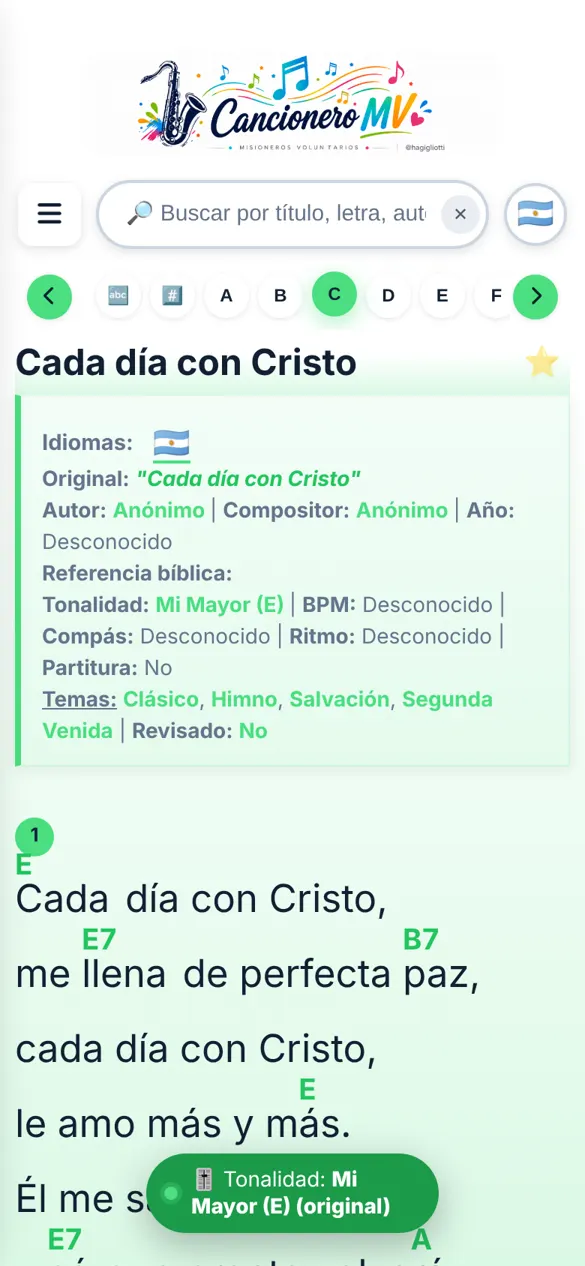 Cancionero MV
MISIONEROS VOLUNTARIOS
@hagigliotti
Buscar por título, letra, aut
abc # A B C D E F
Cada día con Cristo
Idiomas:
Original: "Cada día con Cristo"
Autor: Anónimo | Compositor: Anónimo | Año:
Desconocido
Referencia bíblica:
Tonalidad: Mi Mayor (E) | BPM: Desconocido |
Compás: Desconocido | Ritmo: Desconocido |
Partitura: No
Temas: Clásico, Himno, Salvación, Segunda
Venida | Revisado: No
1
E
Cada día con Cristo,
E7 B7
me llena de perfecta paz,
cada día con Cristo,
E
le amo más y más.
Él me
Tonalidad: Mi
Mayor (E) (original)
E7 A